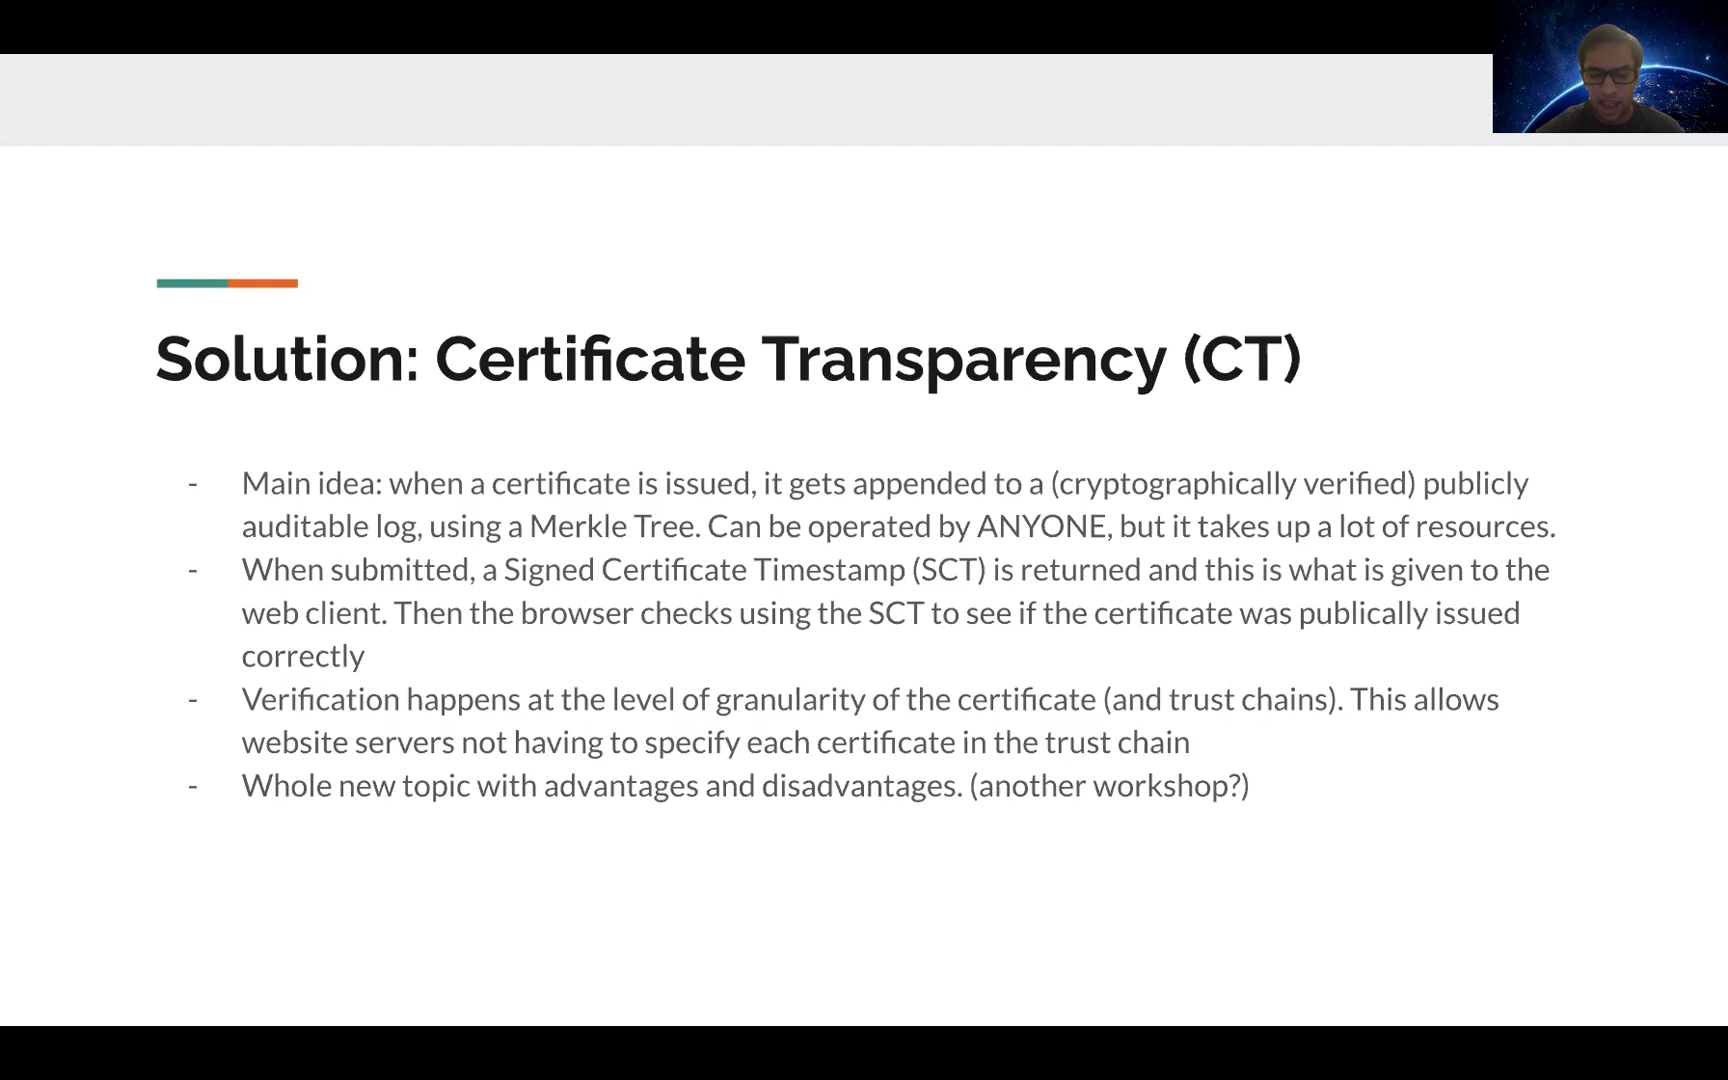 Solution: Certificate Transparency (CT)
- Main idea: when a certificate is issued, it gets appended to a (cryptographically verified) publicly
auditable log, using a Merkle Tree. Can be operated by ANYONE, but it takes up a lot of resources.
- When submitted, a Signed Certificate Timestamp (SCT) is returned and this is what is given to the
web client. Then the browser checks using the SCT to see if the certificate was publically issued
correctly
- Verification happens at the level of granularity of the certificate (and trust chains). This allows
website servers not having to specify each certificate in the trust chain
- Whole new topic with advantages and disadvantages. (another workshop?)